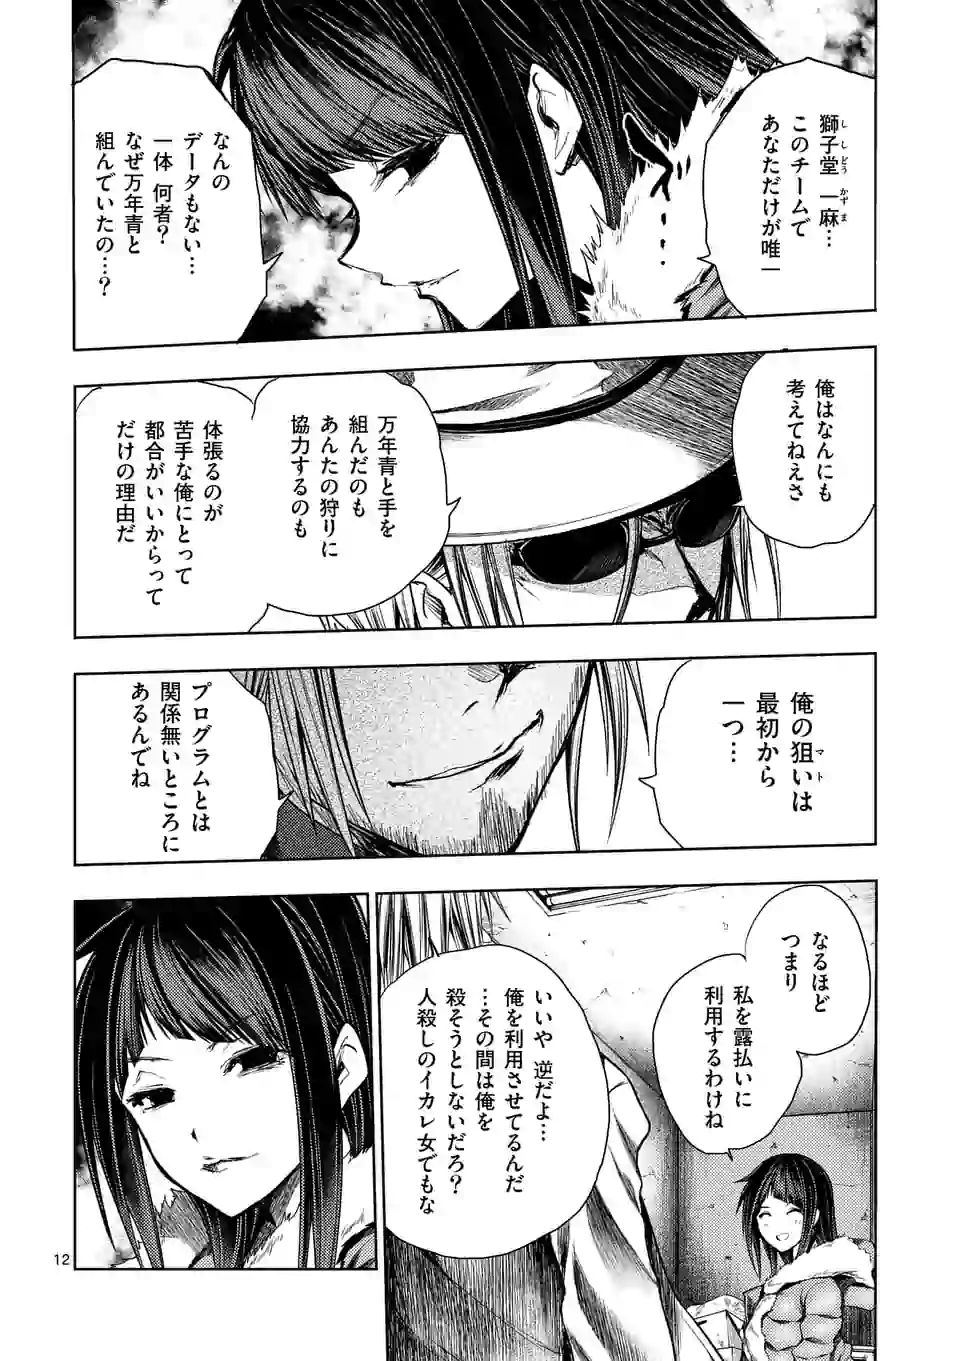 獅子堂 一麻…
ししどう かずま
このチームで
あなただけが唯一
なんの
データもない…
一体 何者?
なぜ万年青と
組んでいたの…?
俺はなんにも
考えてねえさ
万年青と手を
組んだのも
あんたの狩りに
協力するのも
体張るのが
苦手な俺にとって
都合がいいからって
だけの理由だ
俺の狙いは
マト
最初から
一つ…
プログラムとは
関係無いところに
あるんでね
なるほど
つまり
私を露払いに
利用するわけね
いいや 逆だよ…
俺を利用させてるんだ
…その間は俺を
殺そうとしないだろ?
人殺しのイカレ女でもな
12